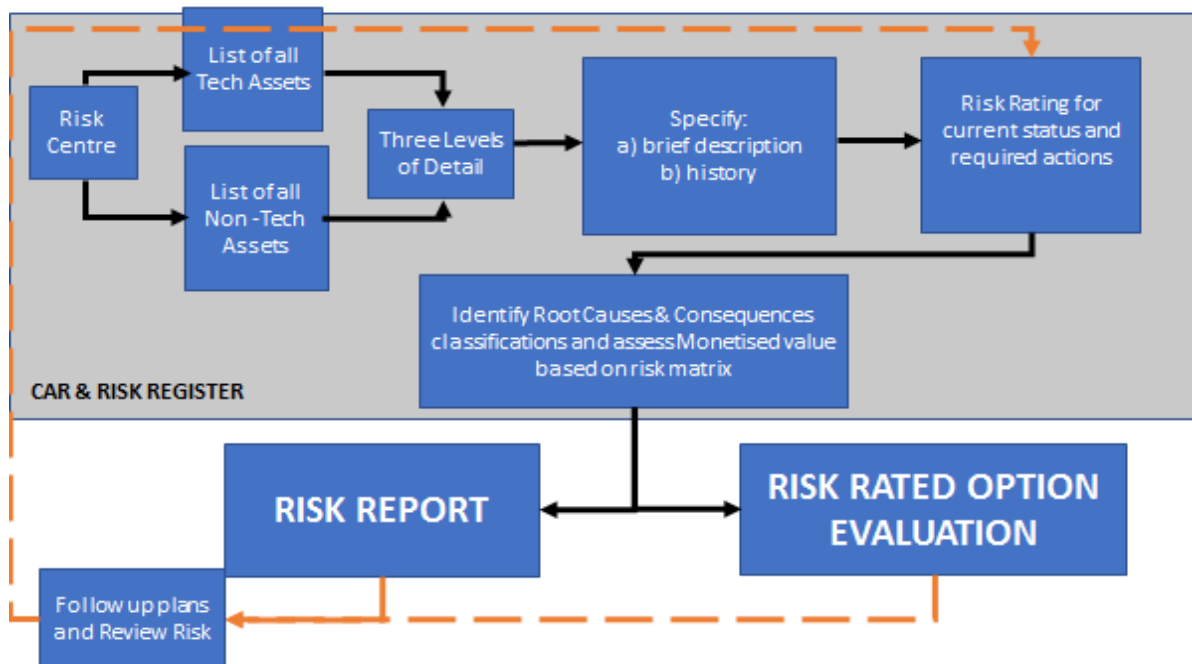 List of all
Tech Assets
Risk
Centre
List of all
Non -Tech
Assets
Three Levels
of Detail
Specify:
a) brief description
b) history
Risk Rating for
current status and
required actions
Identify Root Causes & Consequences
classifications and assess Monetised value
based on risk matrix
CAR & RISK REGISTER
RISK REPORT
RISK RATED OPTION
EVALUATION
Follow up plans
and Review Risk